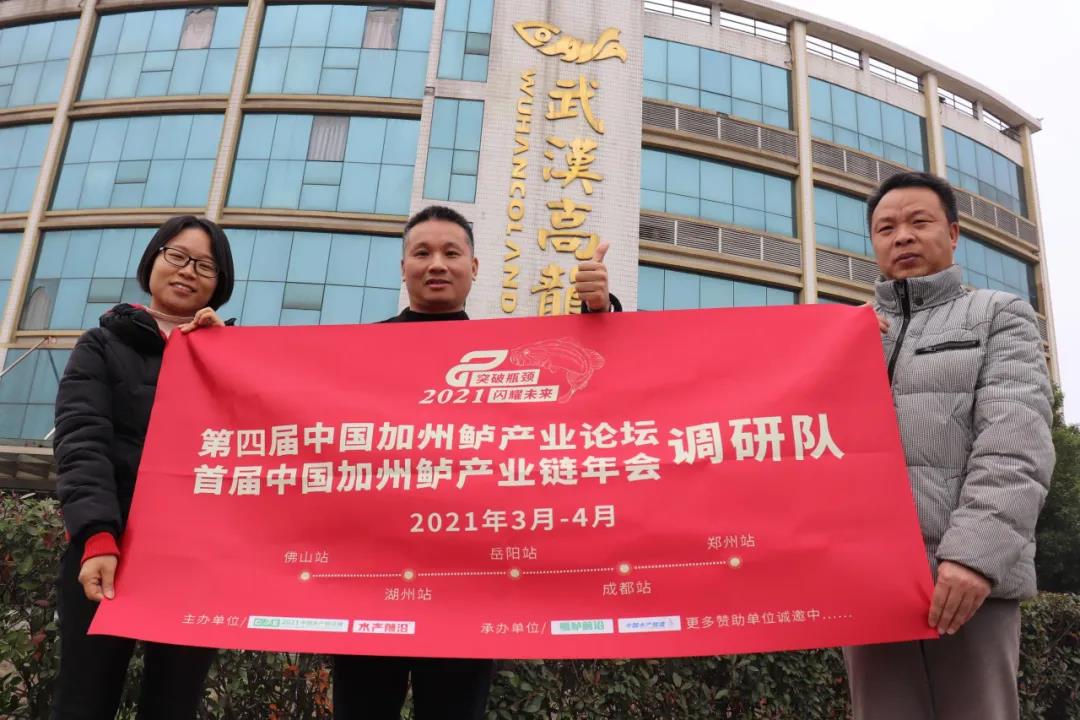 武漢高龍
WUHANCOLAND
突破瓶颈
2021 闪耀未来
第四届中国加州鲈产业论坛
首届中国加州鲈产业链年会
调研队
2021年3月-4月
佛山站
湖州站
岳阳站
成都站
郑州站
主办单位/
水产前沿
承办单位/
更多赞助单位诚邀中……